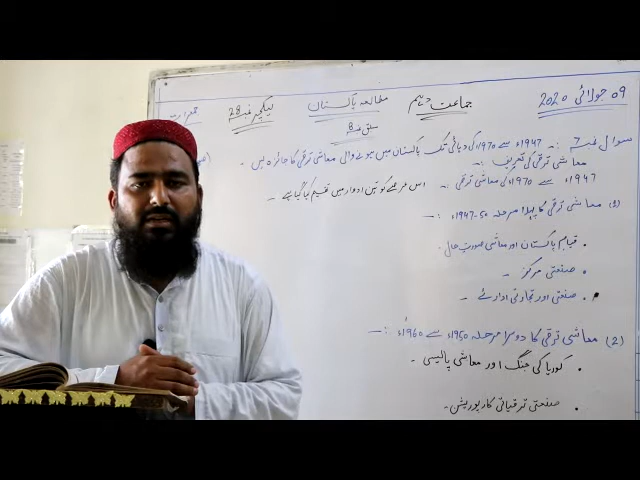 09 جولائی 2020
جماعت دہم
مطالعہ پاکستان
لیکچر نمبر 28
جمعرات
سبق نمبر 8
سوال نمبر 7 :- 1947ء سے 1970ء کی دہائی تک پاکستان میں ہونے والی معاشی ترقی کا جائزہ لیں۔
معاشی ترقی کی تعریف :-
1947ء سے 1970ء کی معاشی ترقی :- اس مرحلے کو تین ادوار میں تقسیم کیا گیا ہے۔
(1) معاشی ترقی کا پہلا مرحلہ 50-1947ء :-
• قیام پاکستان اور معاشی صورتِ حال۔
• صنعتی مرکز۔
• صنعتی اور تجارتی ادارے۔
(2) معاشی ترقی کا دوسرا مرحلہ 1950 سے 1960ء :-
• کوریا کی جنگ اور معاشی پالیسی۔
• صنعتی ترقیاتی کارپوریشن۔